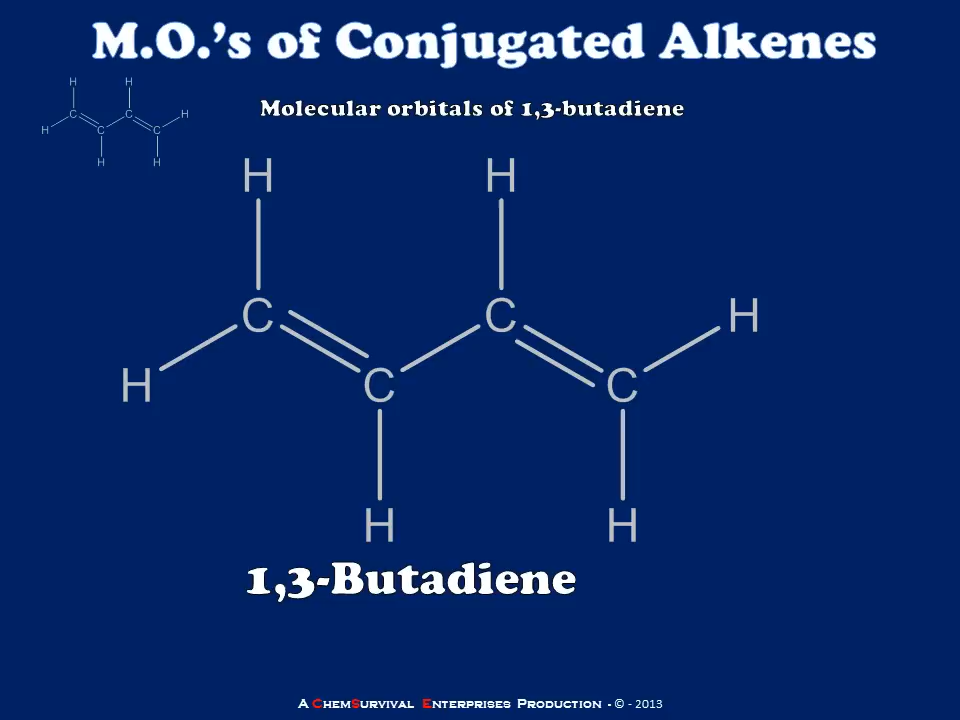 M.O.'s of Conjugated Alkenes
Molecular orbitals of 1,3-butadiene
H H
C C H
H C C
H H
H H
C C H
H C C
H H
1,3-Butadiene
A ChemSurvival Enterprises Production - © - 2013